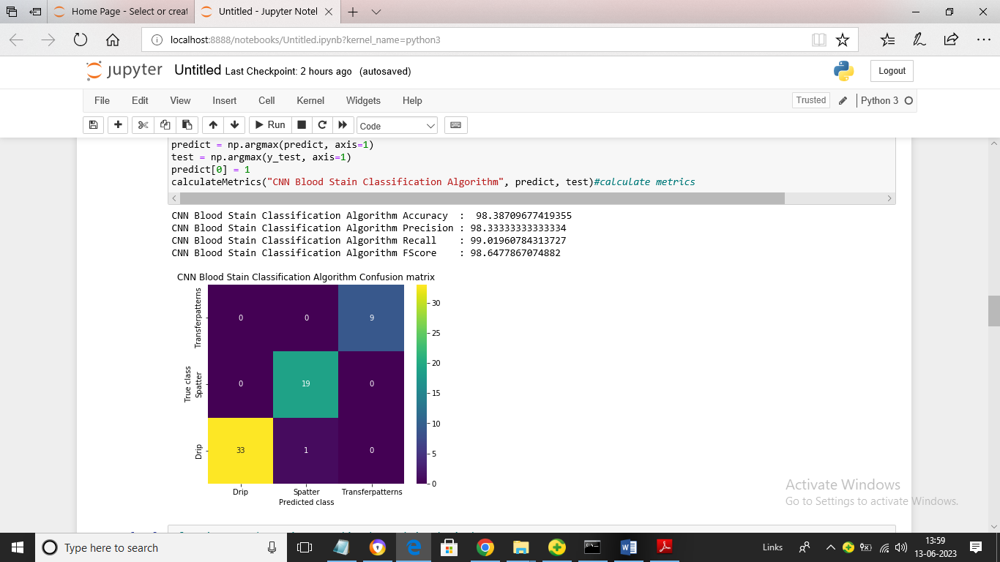 Home Page - Select or creat
Untitled - Jupyter Notel
localhost:8888/notebooks/Untitled.ipynb?kernel_name=python3
jupyter Untitled Last Checkpoint: 2 hours ago (autosaved)
Logout
File Edit View Insert Cell Kernel Widgets Help
Trusted
Python 3
Run
Code
predict = np.argmax(predict, axis=1)
test = np.argmax(y_test, axis=1)
predict[0] = 1
calculateMetrics("CNN Blood Stain Classification Algorithm", predict, test)#calculate metrics
CNN Blood Stain Classification Algorithm Accuracy  :  98.38709677419355
CNN Blood Stain Classification Algorithm Precision : 98.33333333333334
CNN Blood Stain Classification Algorithm Recall    : 99.01960784313727
CNN Blood Stain Classification Algorithm FScore    : 98.6477867074882
CNN Blood Stain Classification Algorithm Confusion matrix
Transferpatterns
0 0 9
True class
Spatter
0 19 0
Drip
33 1 0
Drip Spatter Transferpatterns
Predicted class
30
25
20
15
10
5
0
Activate Windows
Go to Settings to activate Windows.
Type here to search
Links
13:59
13-06-2023